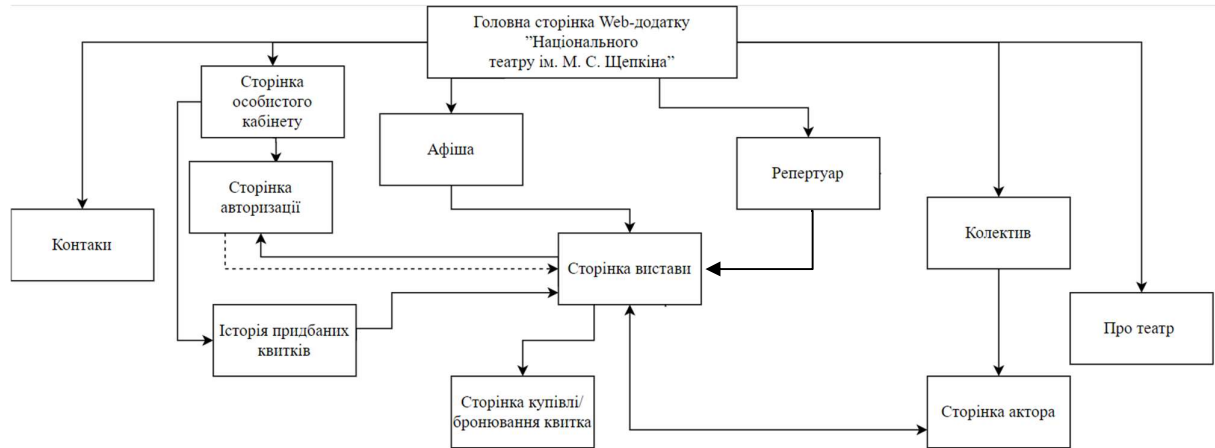 Головна сторінка Web-додатку
”Національного
театру ім. М. С. Щепкіна”
Сторінка
особистого
кабінету
Афіша
Репертуар
Сторінка
авторизації
Контаки
Колектив
Сторінка вистави
Історія придбаних
квитків
Про театр
Сторінка купівлі/
бронювання квитка
Сторінка актора